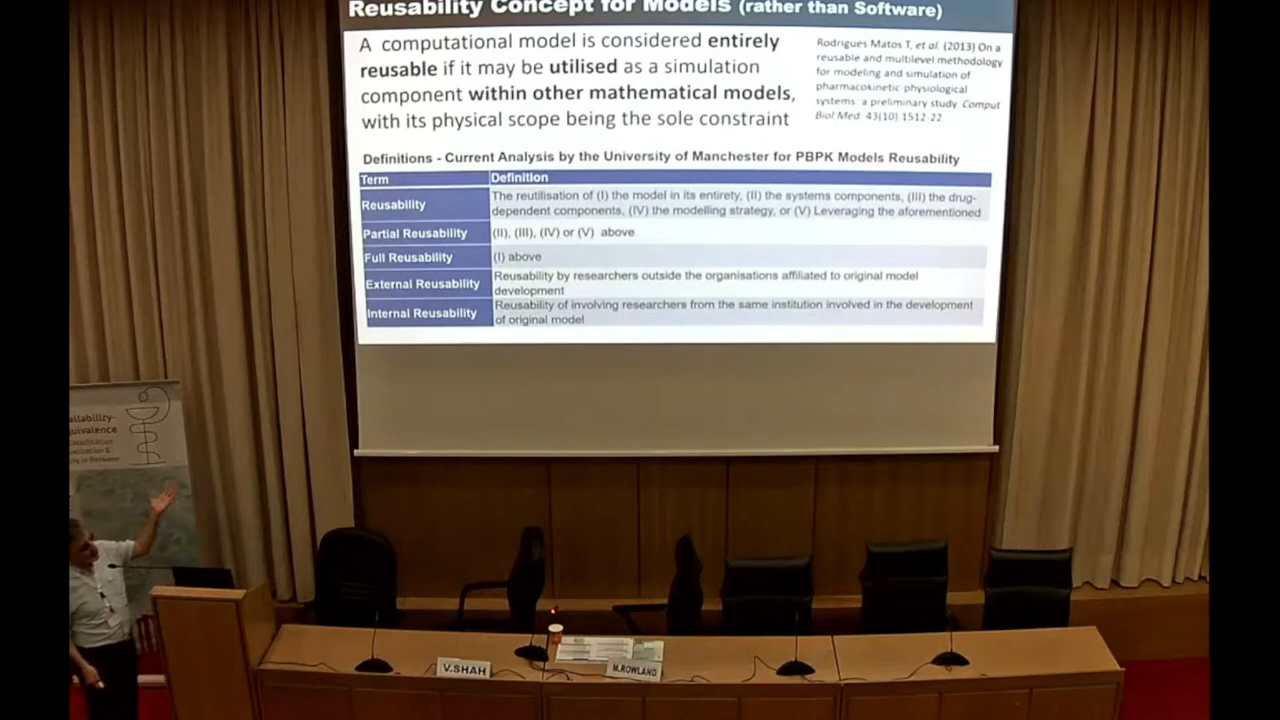 Reusability Concept for Models (rather than Software)
A computational model is considered entirely
reusable if it may be utilised as a simulation
component within other mathematical models,
with its physical scope being the sole constraint
Rodrigues Matos T, et al. (2013) On a
reusable and multilevel methodology
for modeling and simulation of
pharmacokinetic-physiological
systems: a preliminary study. Comput
Biol Med. 43(10) 1512-22
Definitions - Current Analysis by the University of Manchester for PBPK Models Reusability
Term Definition
Reusability
The reutilisation of (I) the model in its entirety, (II) the systems components, (III) the drug-
dependent components, (IV) the modelling strategy, or (V) Leveraging the aforementioned
Partial Reusability (II), (III), (IV) or (V) above
Full Reusability (I) above
External Reusability
Reusability by researchers outside the organisations affiliated to original model
development
Internal Reusability
Reusability of involving researchers from the same institution involved in the development
of original model
ailability-
uivalence
V.SHAH
M.ROWLAND